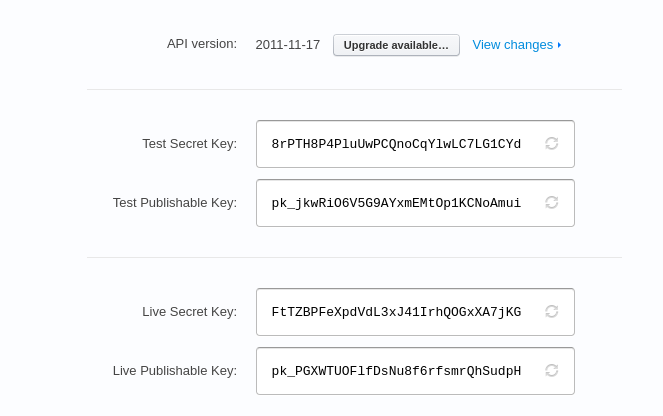 API version: 2011-11-17 Upgrade available… View changes
Test Secret Key: 8rPTH8P4PluUwPCQnoCqYlwLC7LG1CYd
Test Publishable Key: pk_jkwRiO6V5G9AYxmEMtOp1KCNoAmui
Live Secret Key: FtTZBPFeXpdVdL3xJ41IrhQOGxXA7jKG
Live Publishable Key: pk_PGXWTUOFlfDsNu8f6rfsmrQhSudpH